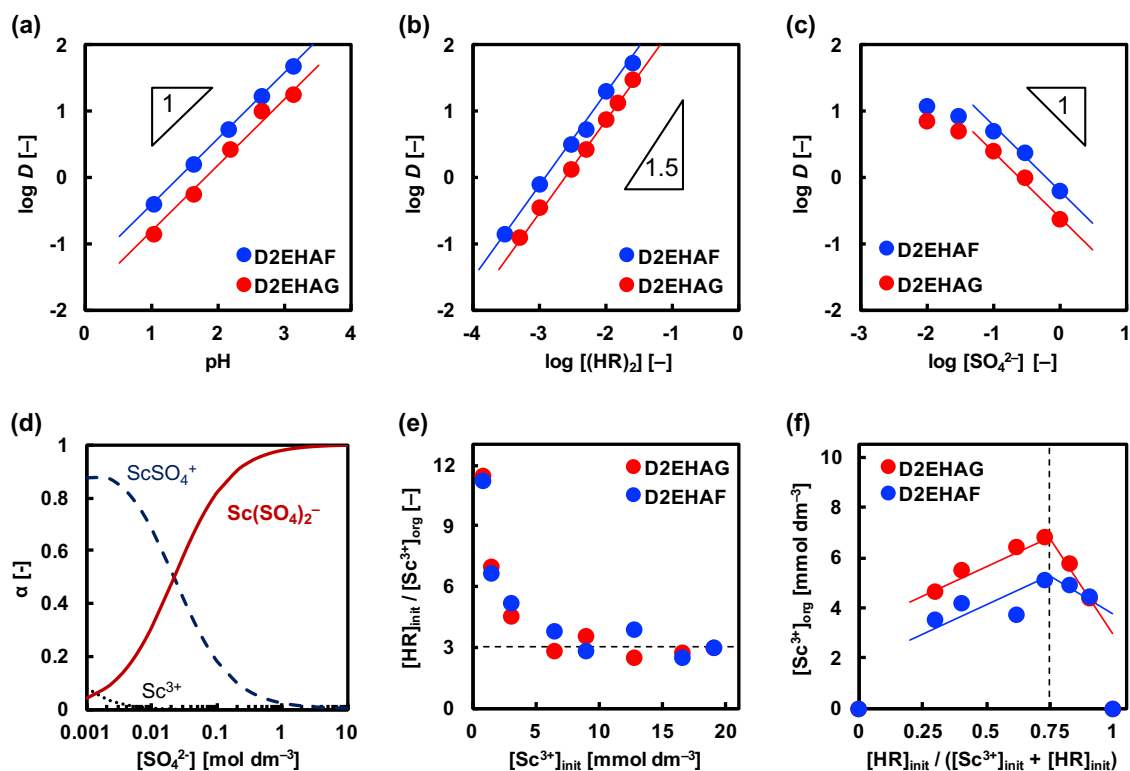 (a)
log D [–]
2
1
0
-1
-2
0
1
2
3
4
pH
1
D2EHAF
D2EHAG
(b)
log D [–]
2
1
0
-1
-2
-4
-3
-2
-1
0
log [(HR)₂] [–]
1.5
D2EHAF
D2EHAG
(c)
log D [–]
2
1
0
-1
-2
-3
-2
-1
0
1
log [SO₄²⁻] [–]
1
D2EHAF
D2EHAG
(d)
α [-]
1
0.8
0.6
0.4
0.2
0
0.001
0.01
0.1
1
10
[SO₄²⁻] [mol dm⁻³]
ScSO₄⁺
Sc(SO₄)₂⁻
Sc³⁺
(e)
[HR]init / [Sc³⁺]org [–]
12
9
6
3
0
0
5
10
15
20
[Sc³⁺]init [mmol dm⁻³]
D2EHAG
D2EHAF
(f)
[Sc³⁺]org [mmol dm⁻³]
10
8
6
4
2
0
0
0.25
0.5
0.75
1
[HR]init / ([Sc³⁺]init + [HR]init)
D2EHAG
D2EHAF